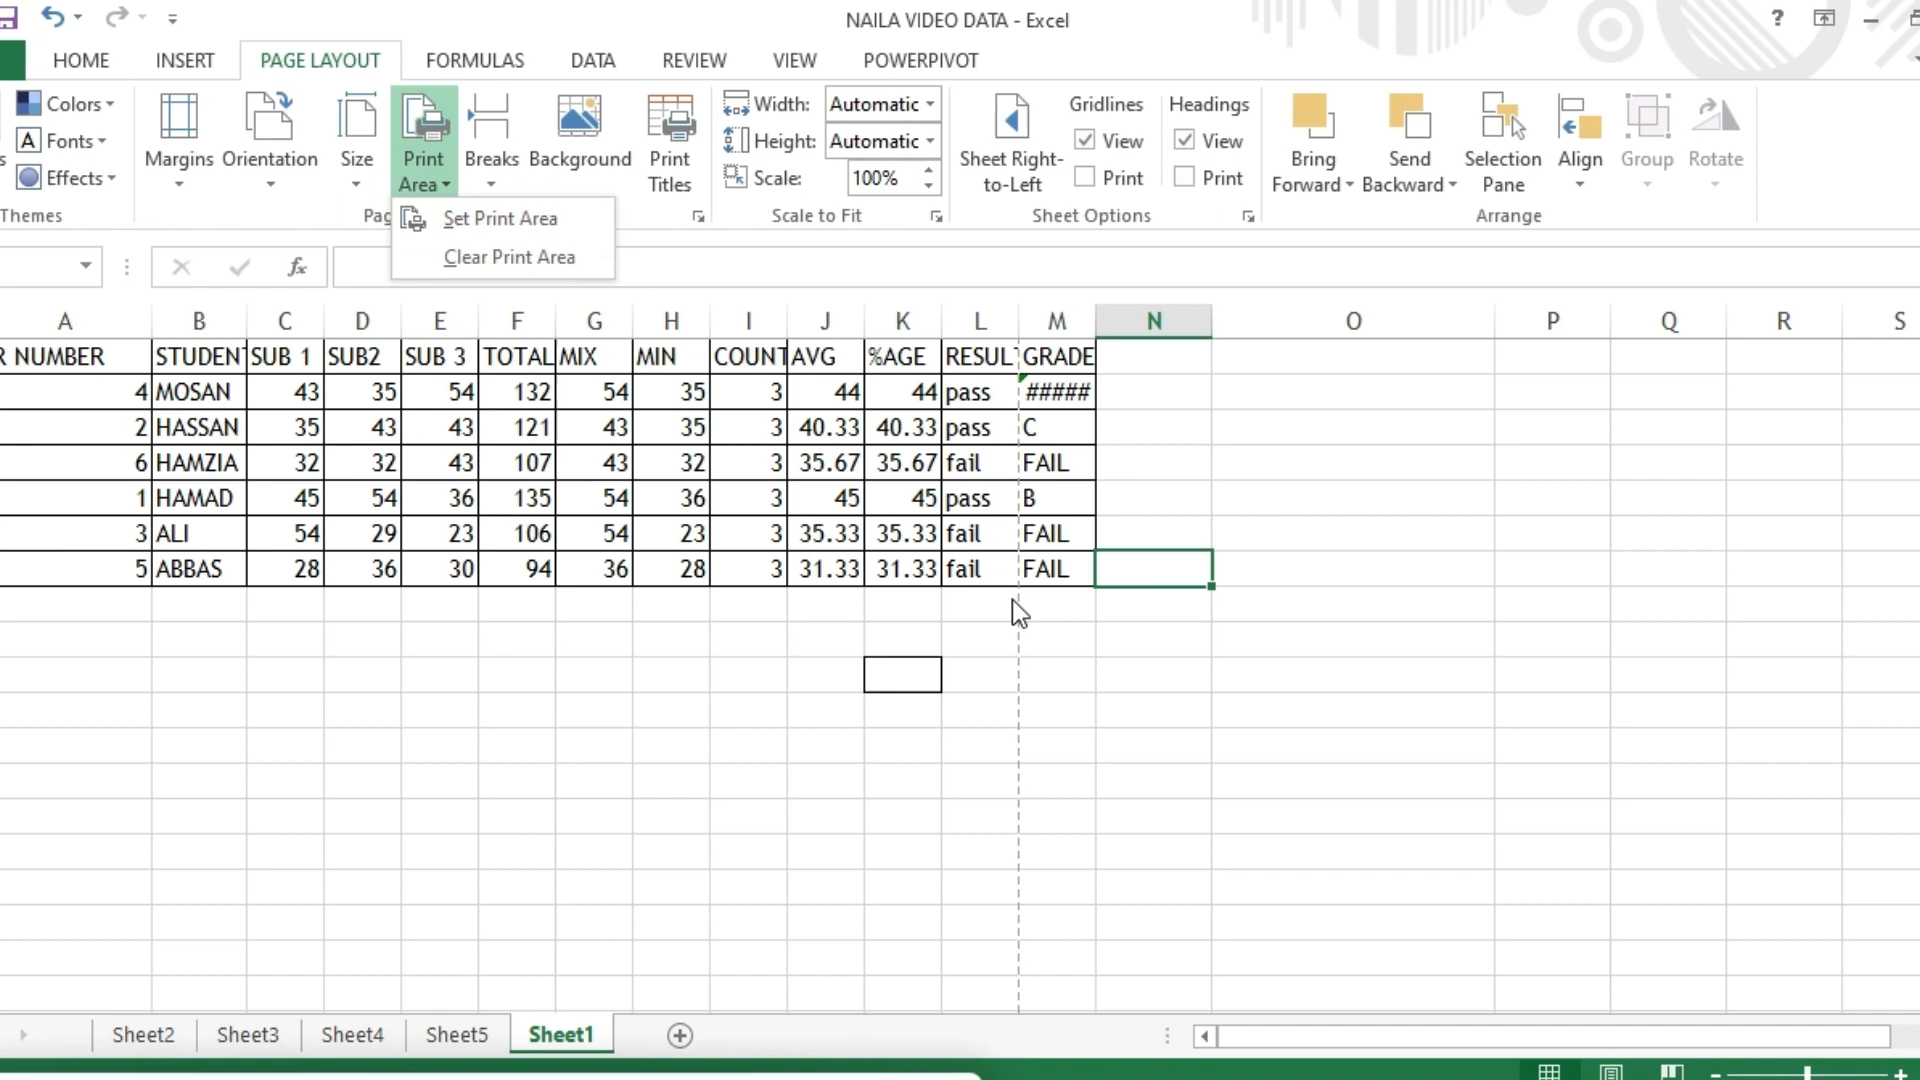 NAILA VIDEO DATA - Excel
?
HOME INSERT PAGE LAYOUT FORMULAS DATA REVIEW VIEW POWERPIVOT
Colors
Fonts
Effects
Themes
Margins
Orientation
Size
Print Area
Breaks
Background
Print Titles
Width: Automatic
Height: Automatic
Scale: 100%
Scale to Fit
Sheet Right-to-Left
Gridlines
View
Print
Headings
View
Print
Sheet Options
Bring Forward
Send Backward
Selection Pane
Align
Group
Rotate
Arrange
Set Print Area
Clear Print Area
fx
A B C D E F G H I J K L M N O P Q R S
R NUMBER STUDENT SUB 1 SUB2 SUB 3 TOTAL MIX MIN COUNT AVG %AGE RESUL GRADE
4 MOSAN 43 35 54 132 54 35 3 44 44 pass #####
2 HASSAN 35 43 43 121 43 35 3 40.33 40.33 pass C
6 HAMZIA 32 32 43 107 43 32 3 35.67 35.67 fail FAIL
1 HAMAD 45 54 36 135 54 36 3 45 45 pass B
3 ALI 54 29 23 106 54 23 3 35.33 35.33 fail FAIL
5 ABBAS 28 36 30 94 36 28 3 31.33 31.33 fail FAIL
Sheet2 Sheet3 Sheet4 Sheet5 Sheet1